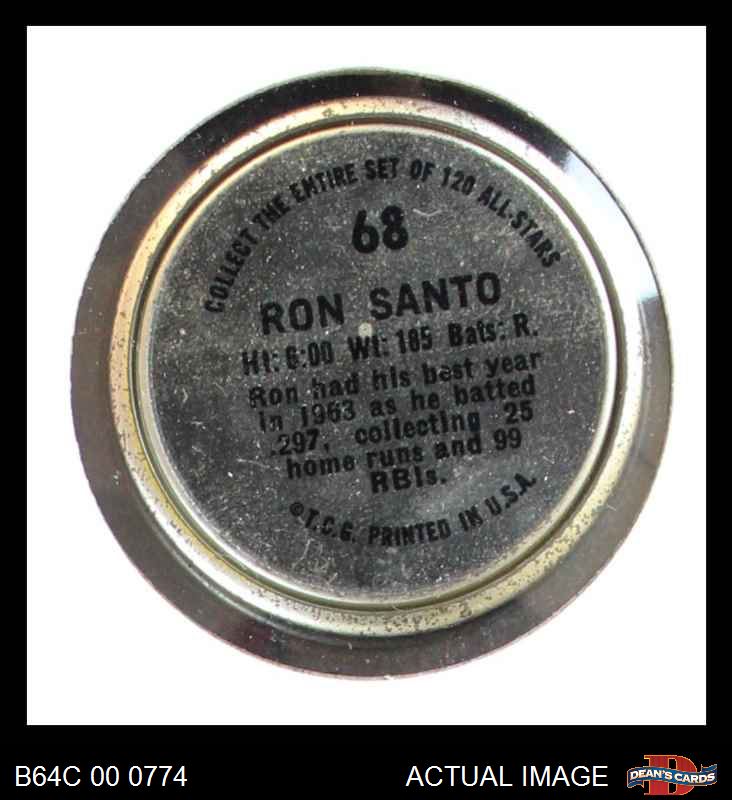 COLLECT THE ENTIRE SET OF 120 ALL-STARS
68
RON SANTO
Ht: 6:00 Wt: 185 Bats: R.
Ron had his best year
in 1963 as he batted
.297, collecting 25
home runs and 99
RBIs.
©T.C.G. PRINTED IN U.S.A.
B64C 00 0774
ACTUAL IMAGE
D
DEAN'S CARDS